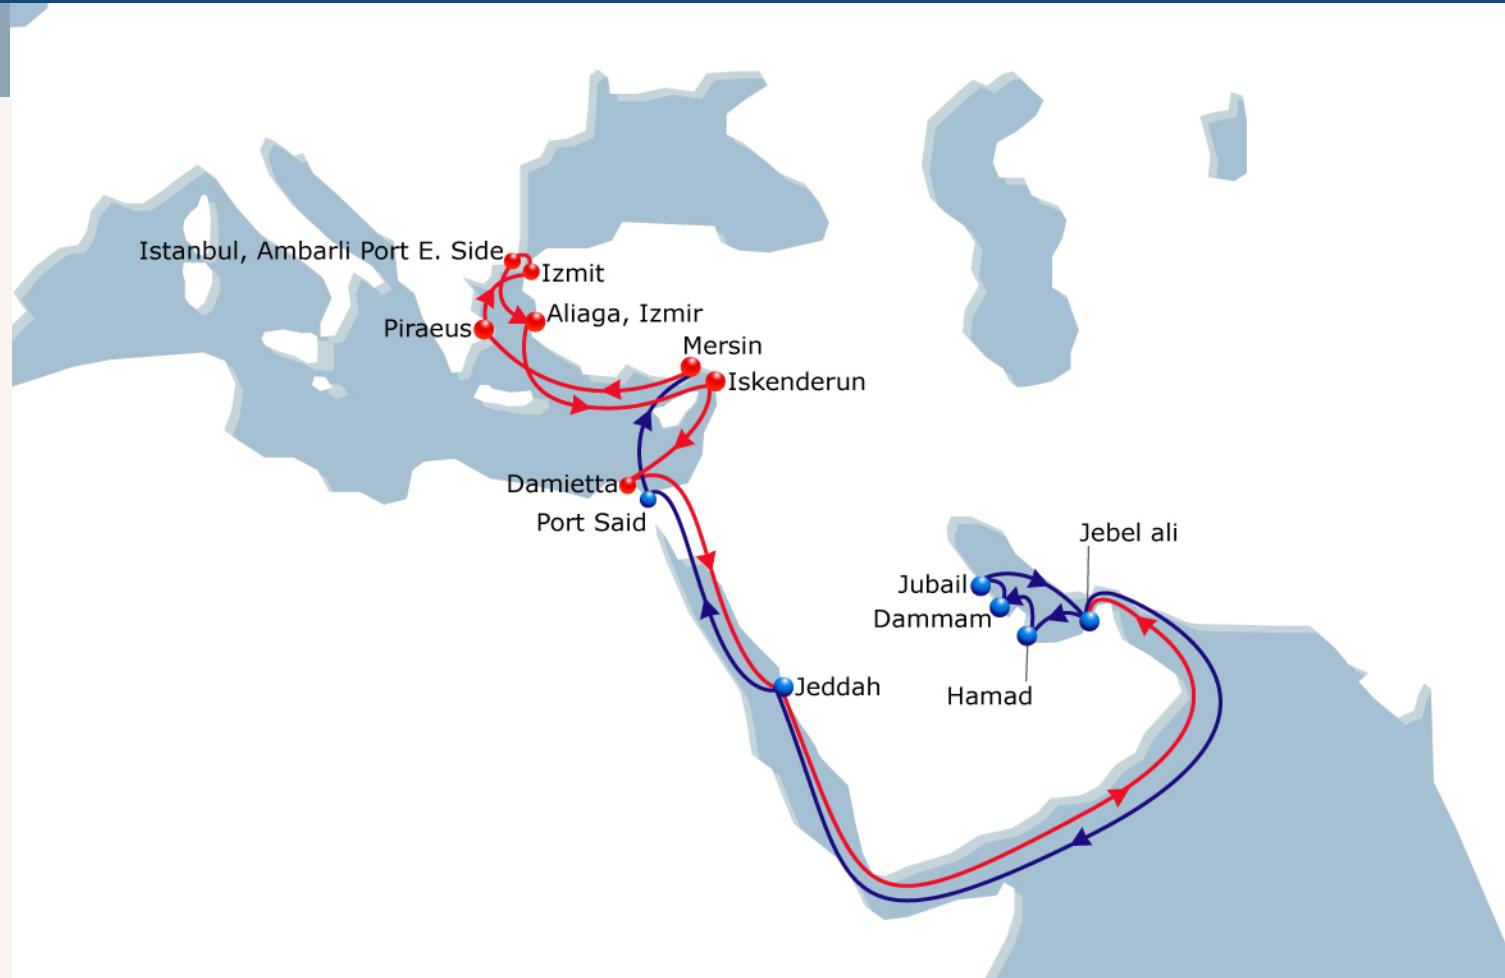 Istanbul, Ambarli Port E. Side
Izmit
Aliaga, Izmir
Piraeus
Mersin
Iskenderun
Damietta
Port Said
Jebel ali
Jubail
Dammam
Jeddah
Hamad